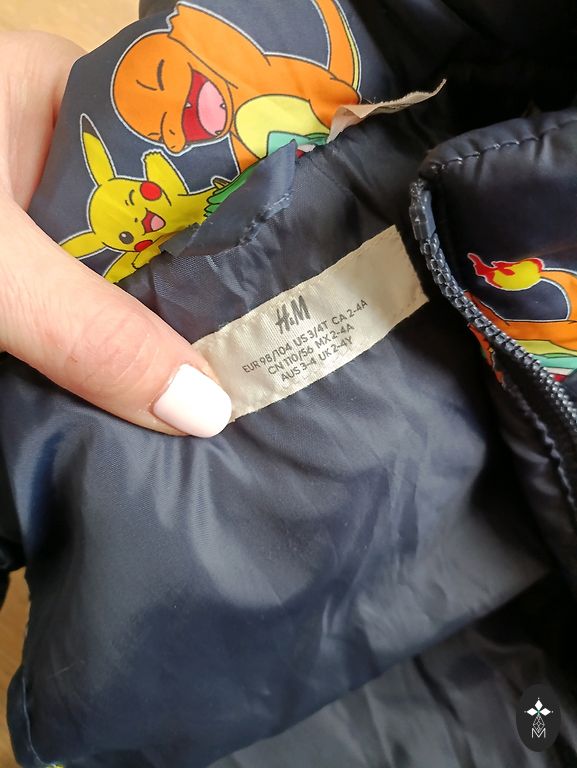 H&M
EUR 98/104 US 3/4T CA 2-4A
CN 110/56 MX 2-4A
AUS 3-4 UK 2-4Y
M